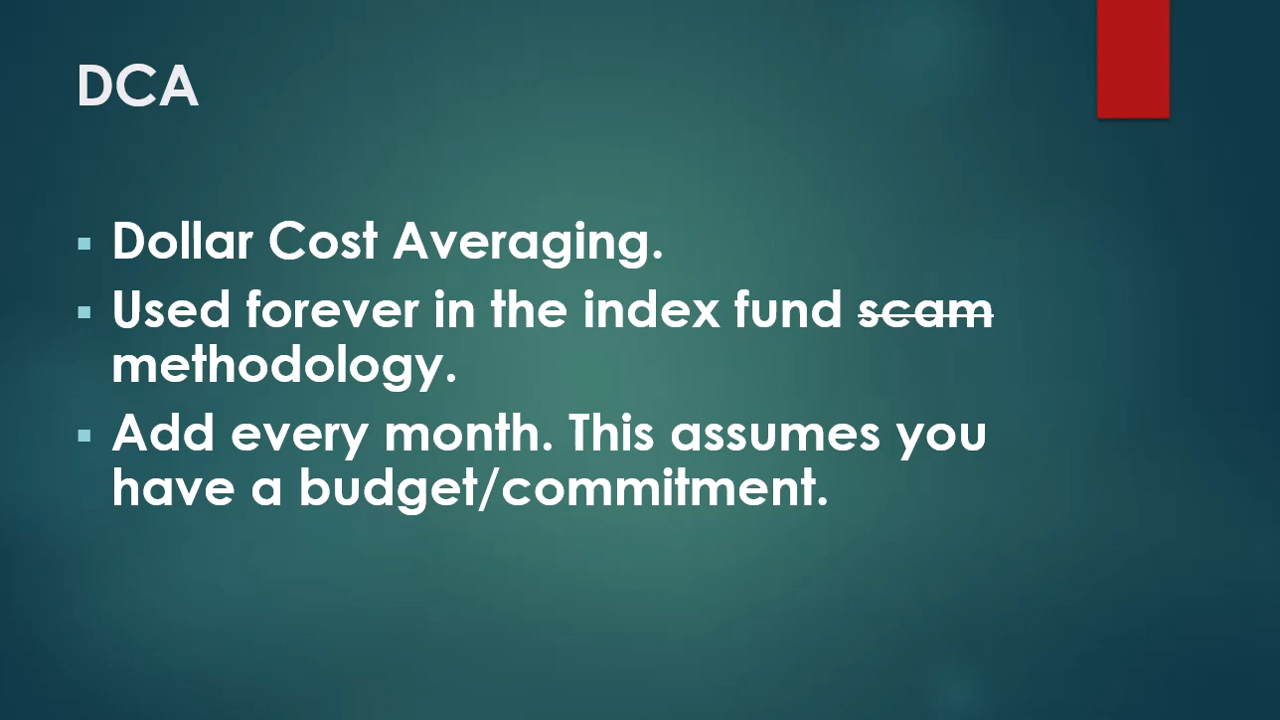 DCA
▪ Dollar Cost Averaging.
▪ Used forever in the index fund scam
methodology.
▪ Add every month. This assumes you
have a budget/commitment.